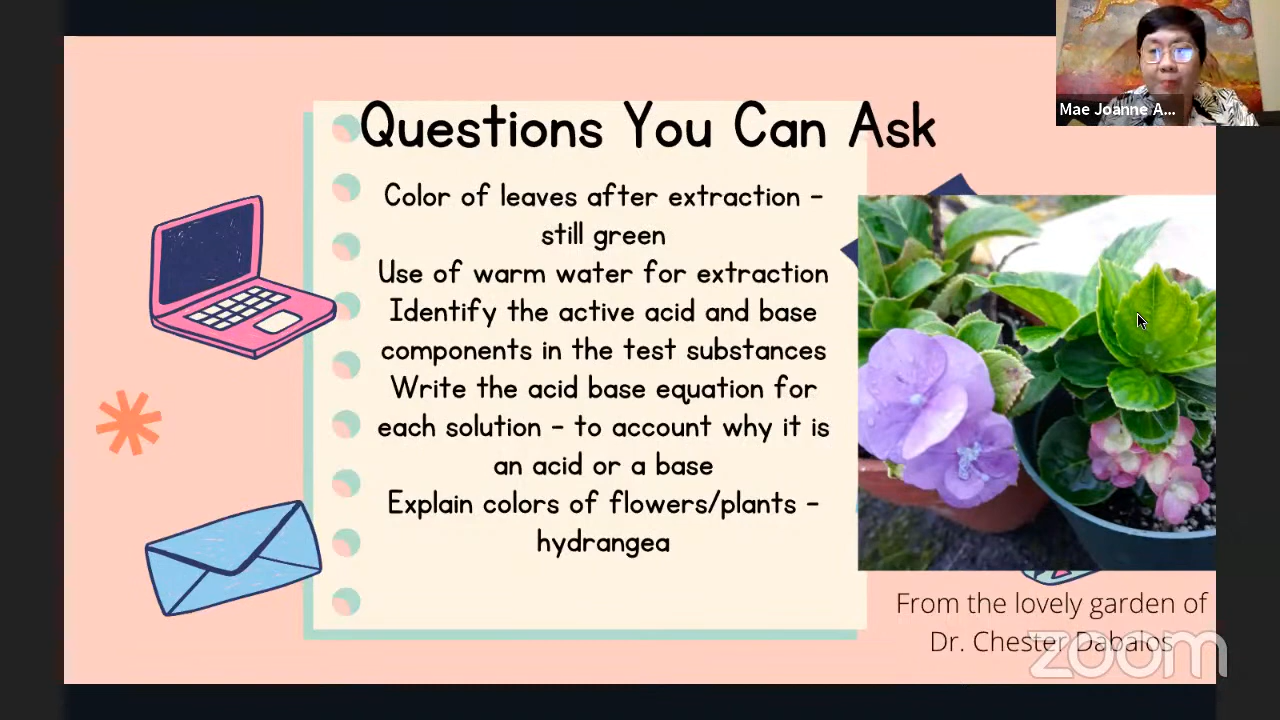 Mae Joanne A...
Questions You Can Ask
Color of leaves after extraction -
still green
Use of warm water for extraction
Identify the active acid and base
components in the test substances
Write the acid base equation for
each solution - to account why it is
an acid or a base
Explain colors of flowers/plants -
hydrangea
From the lovely garden of
Dr. Chester Dabalos
zoom